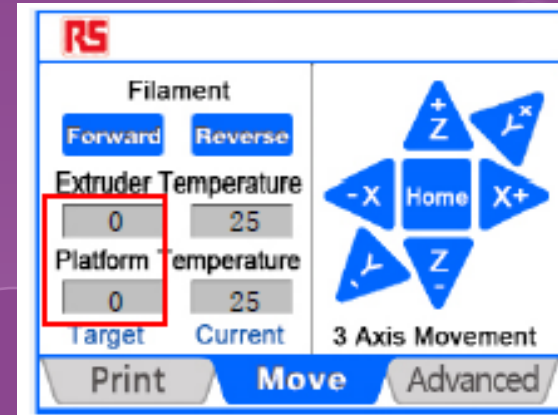 RS
Filament
Forward Reverse
Extruder Temperature
0 25
Platform Temperature
0 25
Target Current
+
Z
Y+
-X Home X+
Y-
Z
-
3 Axis Movement
Print Move Advanced